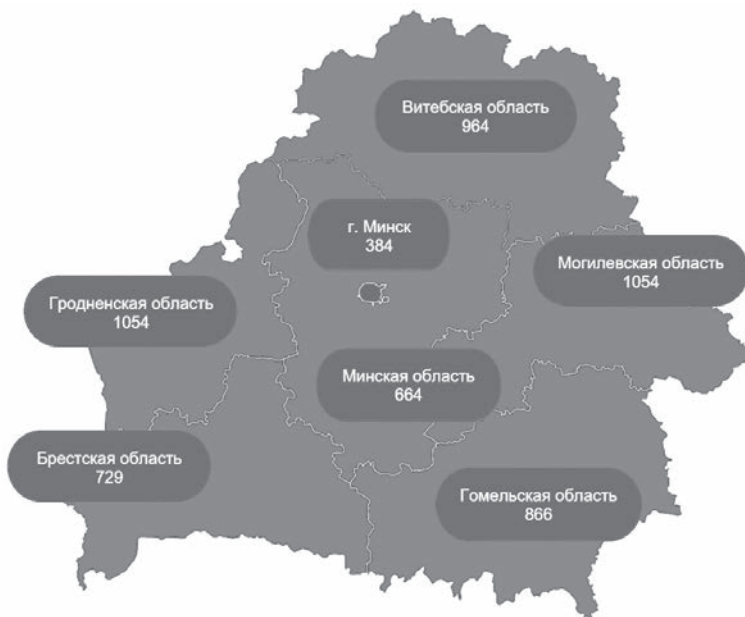 Витебская область
964
г. Минск
384
Могилевская область
1054
Гродненская область
1054
Минская область
664
Брестская область
729
Гомельская область
866